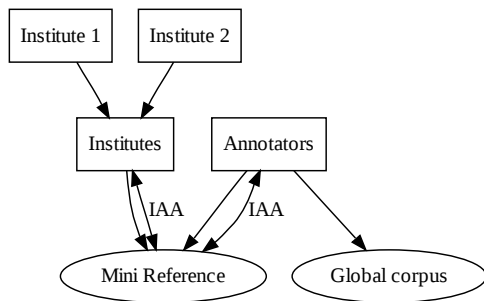 Institute 1
Institute 2
Institutes
Annotators
IAA
IAA
Mini Reference
Global corpus